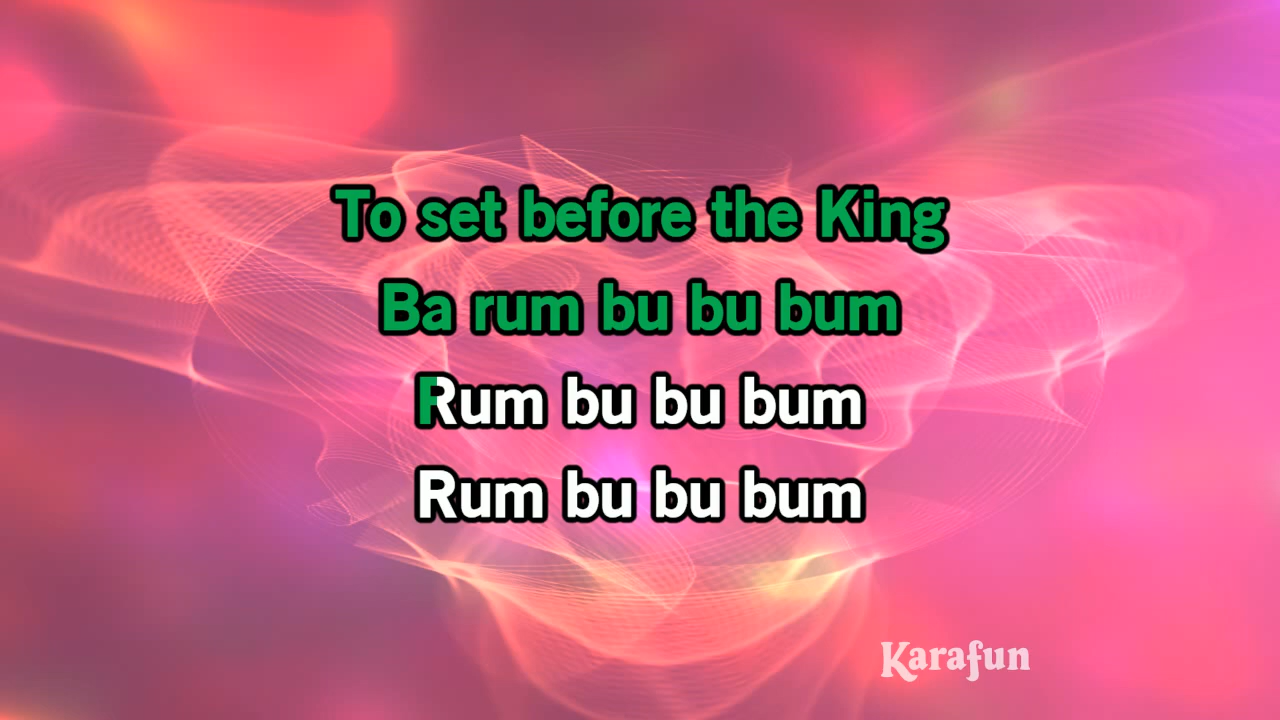 To set before the King
Ba rum bu bu bum
Rum bu bu bum
Rum bu bu bum
Karafun